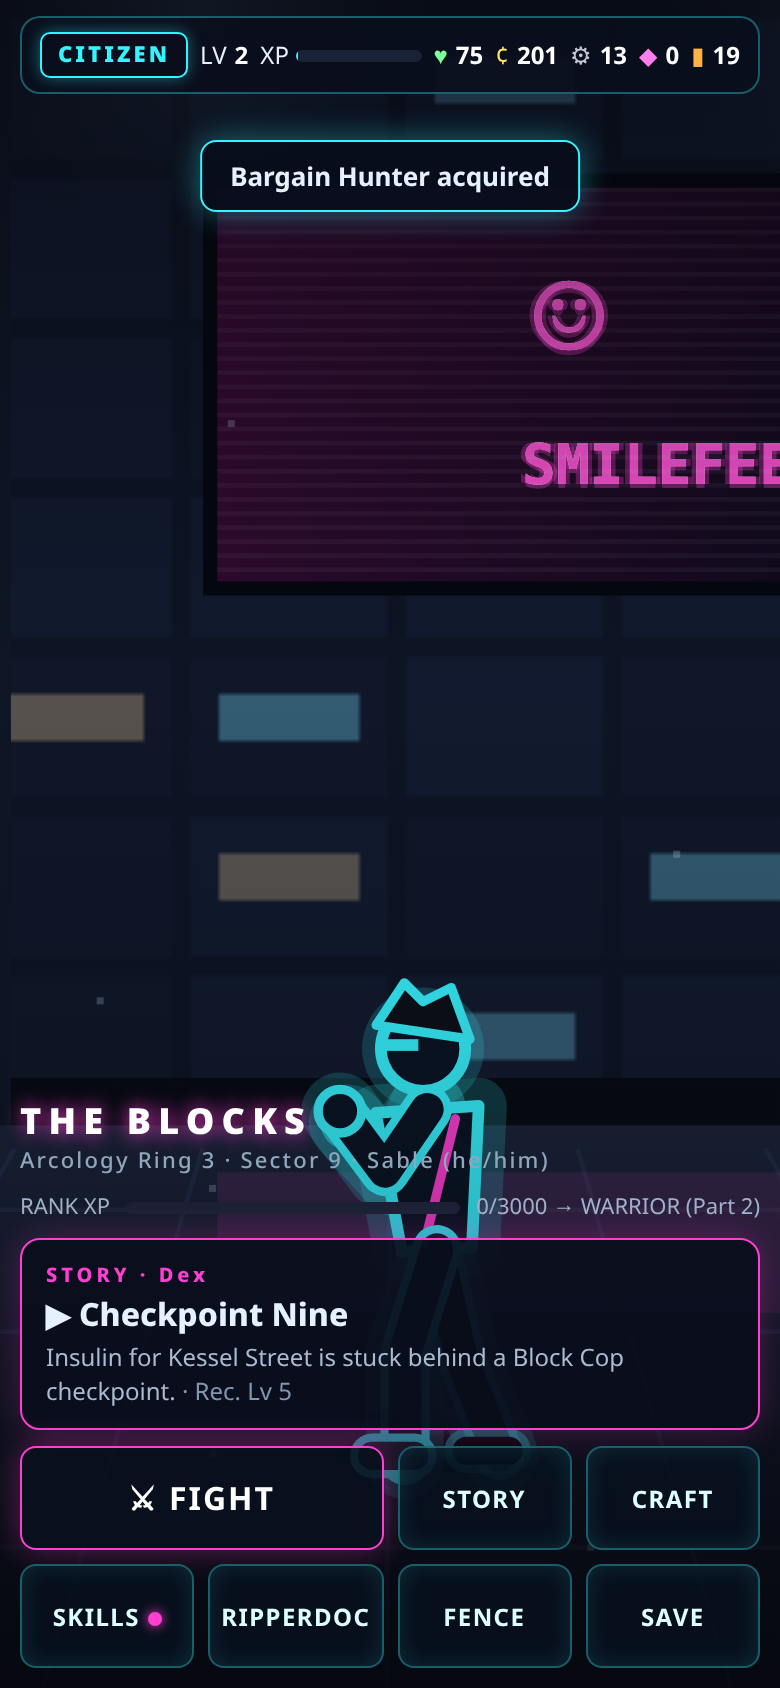 CITIZEN LV 2 XP ♥ 75 ¢ 201 ⚙ 13 ◆ 0 ▮ 19
Bargain Hunter acquired
SMILEFEE
THE BLOCKS
Arcology Ring 3 · Sector 9 · Sable (he/him)
RANK XP 0/3000 → WARRIOR (Part 2)
STORY · Dex
▶ Checkpoint Nine
Insulin for Kessel Street is stuck behind a Block Cop
checkpoint. · Rec. Lv 5
⚔ FIGHT STORY CRAFT
SKILLS RIPPERDOC FENCE SAVE